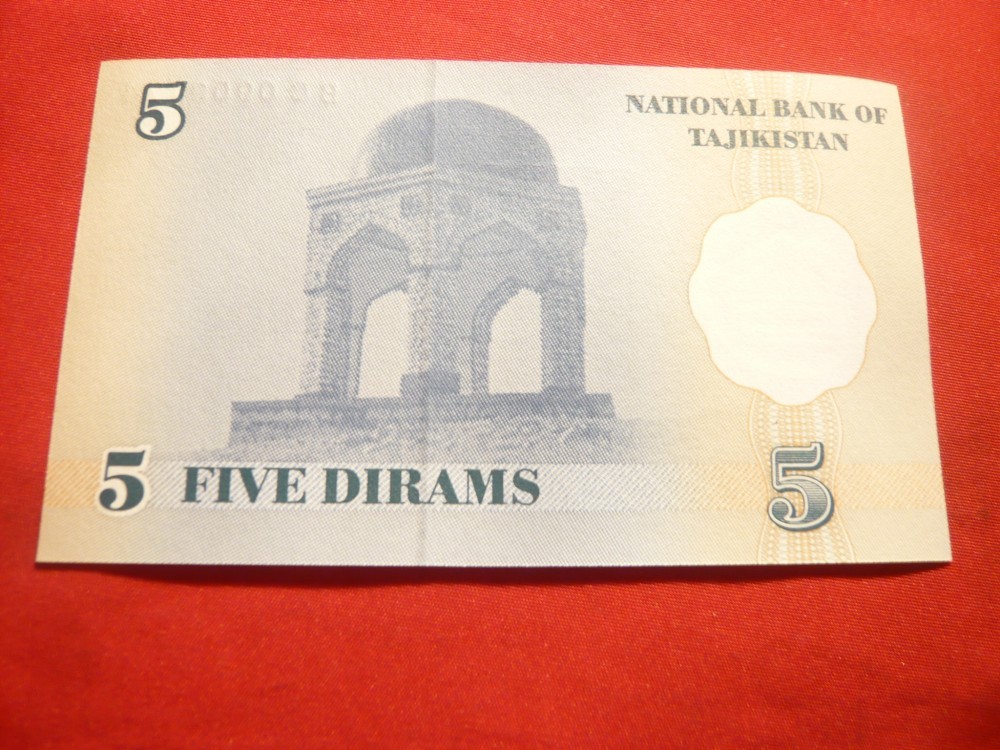 5
NATIONAL BANK OF
TAJIKISTAN
5 FIVE DIRAMS 5